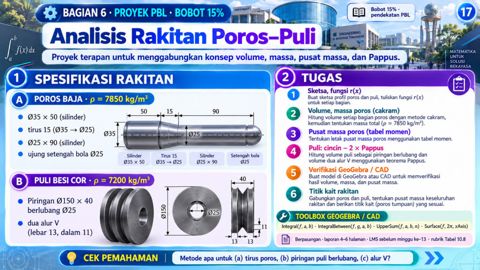 BAGIAN 6 • PROYEK PBL • BOBOT 15%
Bobot 15% -
pendekatan PBL
17
Analisis Rakitan Poros–Puli
∫ f(x) dx
MATEMATIKA
UNTUK
SOLUSI
REKAYASA
Proyek terapan untuk menggabungkan konsep volume, massa, pusat massa, dan Pappus.
1 SPESIFIKASI RAKITAN
A POROS BAJA • ρ = 7850 kg/m³
Ø35 × 50 (silinder)
tirus 15 (Ø35 → Ø25)
Ø25 × 90 (silinder)
ujung setengah bola Ø25
50
15
90
Ø35
Ø25
Silinder
Ø35 × 50
Tirus 15
(Ø35 → Ø25)
Silinder
Ø25 × 90
Setengah bola
Ø25
B PULI BESI COR • ρ = 7200 kg/m³
Piringan Ø150 × 40
berlubang Ø25
dua alur V
(lebar 13, dalam 11)
Ø150
Ø25
40
11
13
13
2 TUGAS
1 Sketsa, fungsi r(x)
Buat sketsa profil poros dan puli, tuliskan fungsi r(x)
untuk setiap bagian.
2 Volume, massa poros (cakram)
Hitung volume setiap bagian poros dengan metode cakram,
kemudian tentukan massa total (ρ = 7850 kg/m³).
3 Pusat massa poros (tabel momen)
Tentukan letak pusat massa poros menggunakan tabel momen.
4 Puli: cincin – 2 × Pappus
Hitung volume puli sebagai piringan berlubang dan
volume dua alur V menggunakan teorema Pappus.
5 Verifikasi GeoGebra / CAD
Buat model di GeoGebra atau CAD untuk memverifikasi
hasil volume, massa, dan pusat massa.
6 Titik kait rakitan
Gabungkan poros dan puli, tentukan pusat massa keseluruhan
rakitan dan berikan titik kait (poros tumpuan) yang sesuai.
TOOLBOX GEOGEBRA / CAD
Integral(f, a, b) • IntegralBetween(f, g, a, b) • UpperSum(f, a, b, n) • Surface(f, 2π, xAxis)
Berpasangan • laporan 4–6 halaman • LMS sebelum minggu ke-13 • rubrik Tabel 10.8
CEK PEMAHAMAN
Metode apa untuk (a) tirus poros, (b) piringan puli berlubang, (c) alur V?